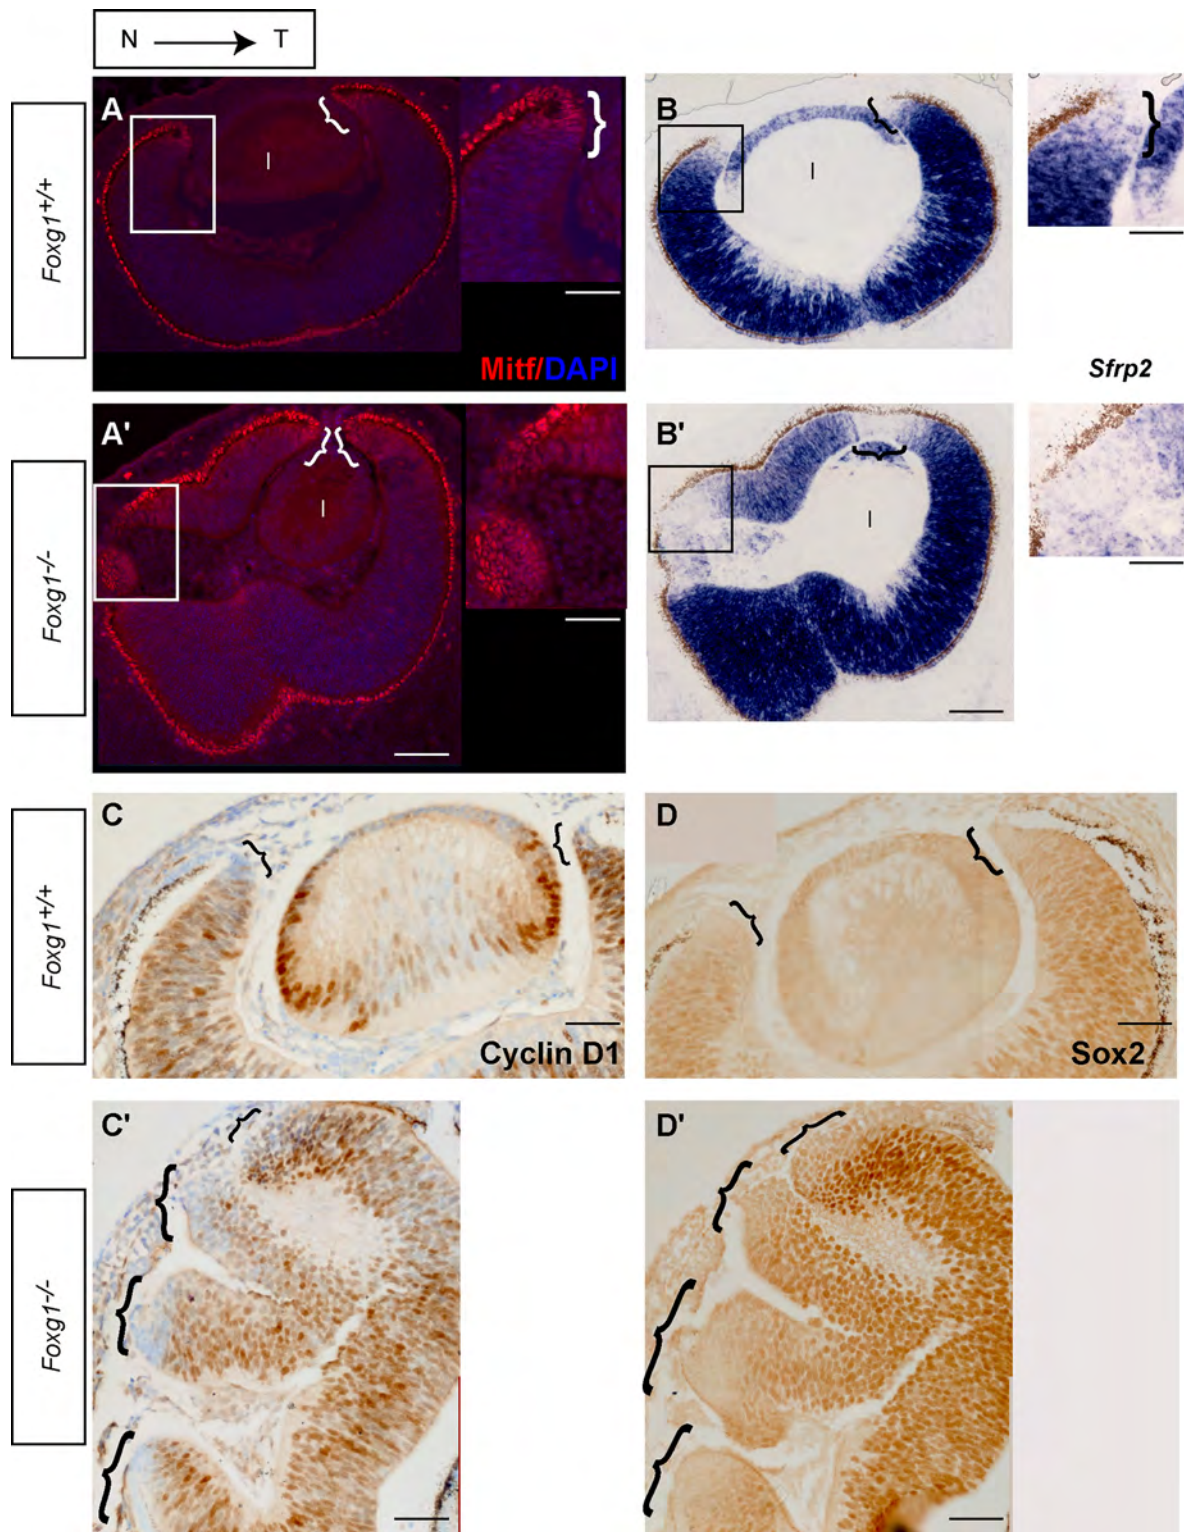 N → T
Foxg1+/+
A
l
Mitf/DAPI
B
l
Sfrp2
Foxg1-/-
A'
l
B'
l
Foxg1+/+
C
Cyclin D1
D
Sox2
Foxg1-/-
C'
D'